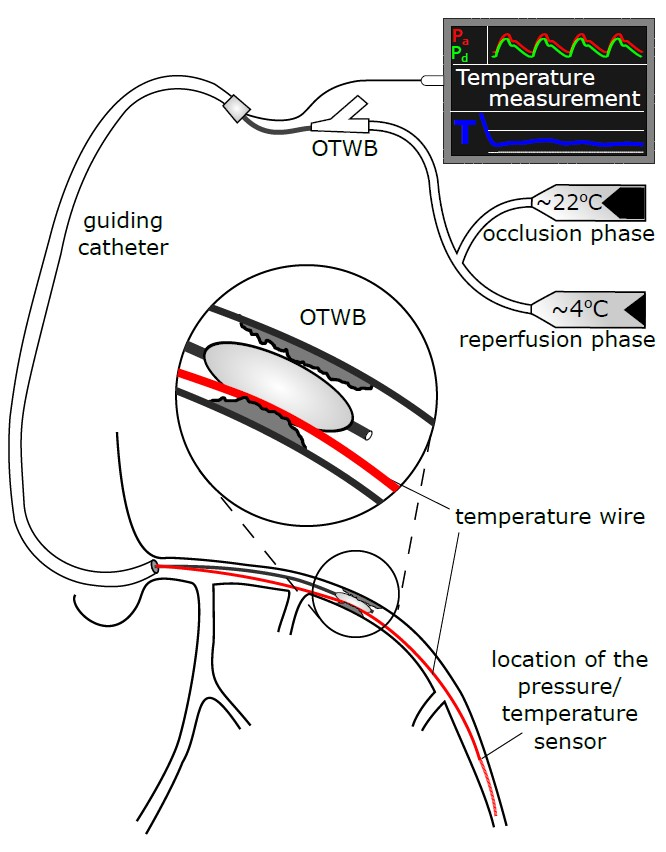 Pa
Pd
Temperature
measurement
T
OTWB
~22ºC
occlusion phase
guiding
catheter
~4ºC
reperfusion phase
OTWB
temperature wire
location of the
pressure/
temperature
sensor